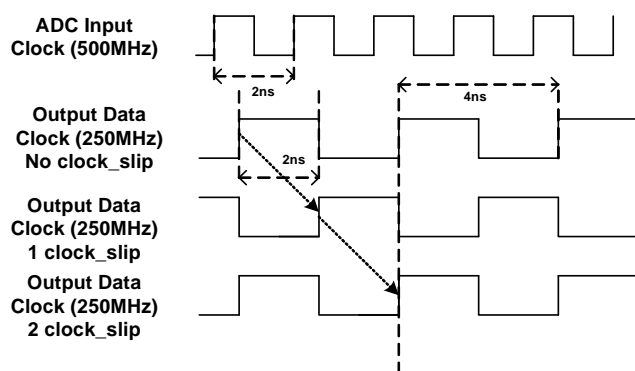 ADC Input
Clock (500MHz)
2ns
4ns
Output Data
Clock (250MHz)
No clock_slip
2ns
Output Data
Clock (250MHz)
1 clock_slip
Output Data
Clock (250MHz)
2 clock_slip